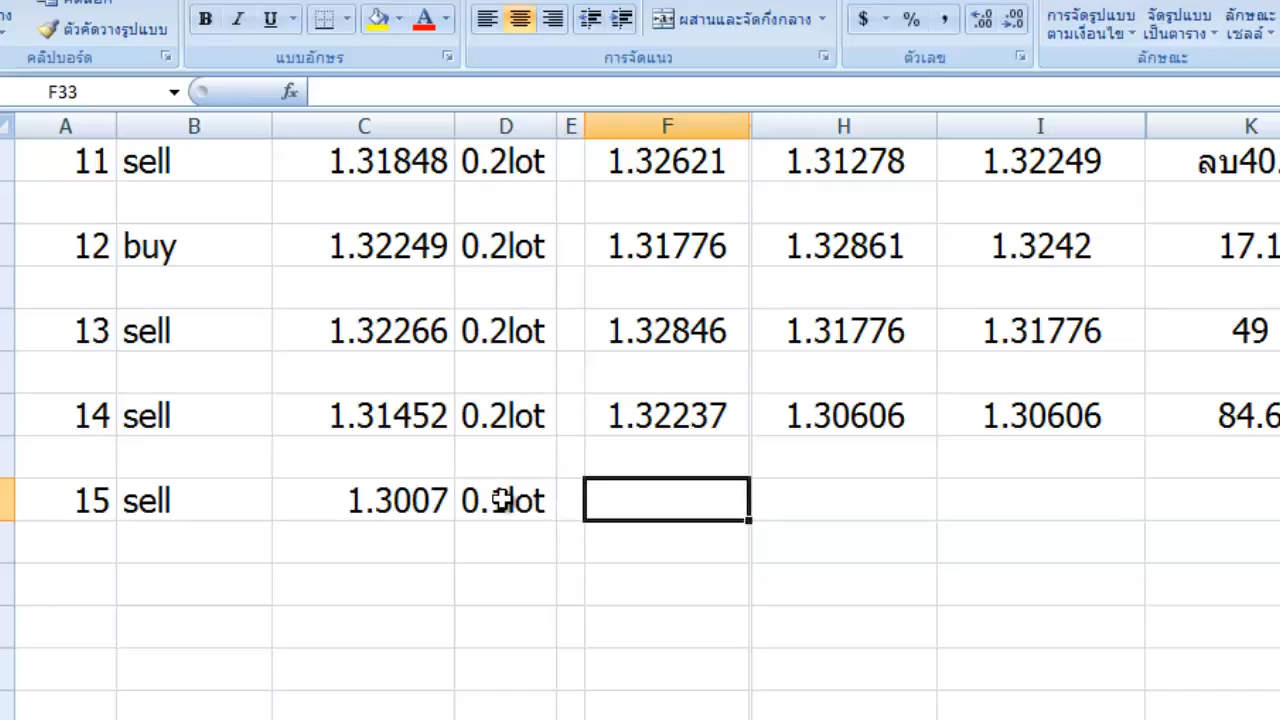 ตัวคัดวางรูปแบบ
B I U
ผสานและจัดกึ่งกลาง
$ % ,
การจัดรูปแบบ
ตามเงื่อนไข
จัดรูปแบบ
เป็นตาราง
ลักษณะ
เซลล์
คลิปบอร์ด
แบบอักษร
การจัดแนว
ตัวเลข
ลักษณะ
F33
fx
A B C D E F H I K
11 sell 1.31848 0.2lot 1.32621 1.31278 1.32249 ลบ40.
12 buy 1.32249 0.2lot 1.31776 1.32861 1.3242 17.1
13 sell 1.32266 0.2lot 1.32846 1.31776 1.31776 49
14 sell 1.31452 0.2lot 1.32237 1.30606 1.30606 84.6
15 sell 1.3007